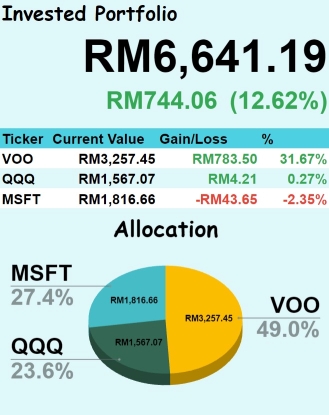 Invested Portfolio
RM6,641.19
RM744.06 (12.62%)
Ticker Current Value Gain/Loss %
VOO RM3,257.45 RM783.50 31.67%
QQQ RM1,567.07 RM4.21 0.27%
MSFT RM1,816.66 -RM43.65 -2.35%
Allocation
MSFT
27.4%
RM1,816.66
RM3,257.45
VOO
49.0%
QQQ
23.6%
RM1,567.07